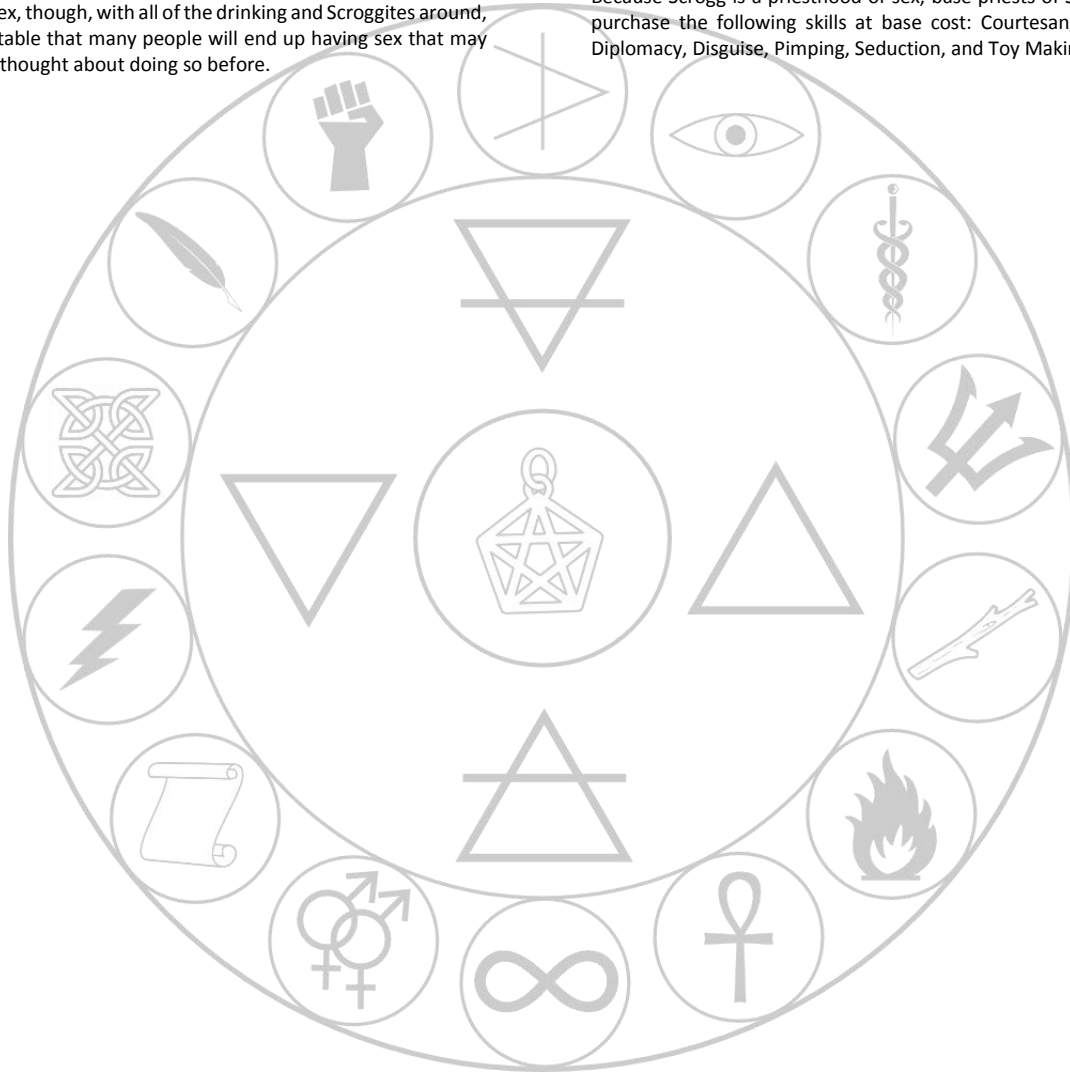 ex, though, with all of the drinking and Scroggites around,
table that many people will end up having sex that may
thought about doing so before.
Because Scrogg is a priesthood of sex, base priests of
purchase the following skills at base cost: Courtesan,
Diplomacy, Disguise, Pimping, Seduction, and Toy